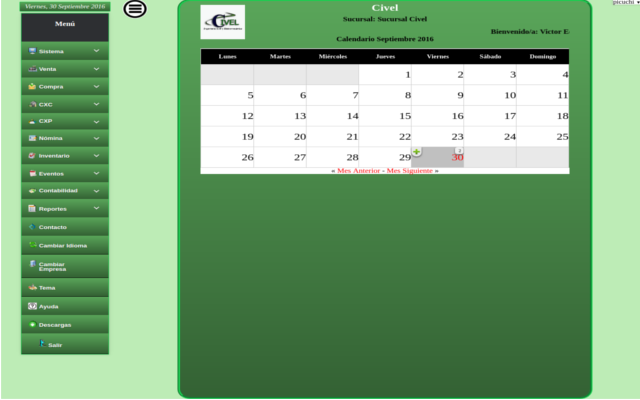 Viernes, 30 Septiembre 2016
Menú
Sistema
Venta
Compra
CXC
CXP
Nómina
Inventario
Eventos
Contabilidad
Reportes
Contacto
Cambiar Idioma
Cambiar
Empresa
Tema
Ayuda
Descargas
Salir
Civel
Sucursal: Sucursal Civel
Bienvenido/a: Victor E
Calendario Septiembre 2016
CIVEL
Lunes Martes Miércoles Jueves Viernes Sábado Domingo
1 2 3 4
5 6 7 8 9 10 11
12 13 14 15 16 17 18
19 20 21 22 23 24 25
26 27 28 29 30
« Mes Anterior - Mes Siguiente »
picuchi